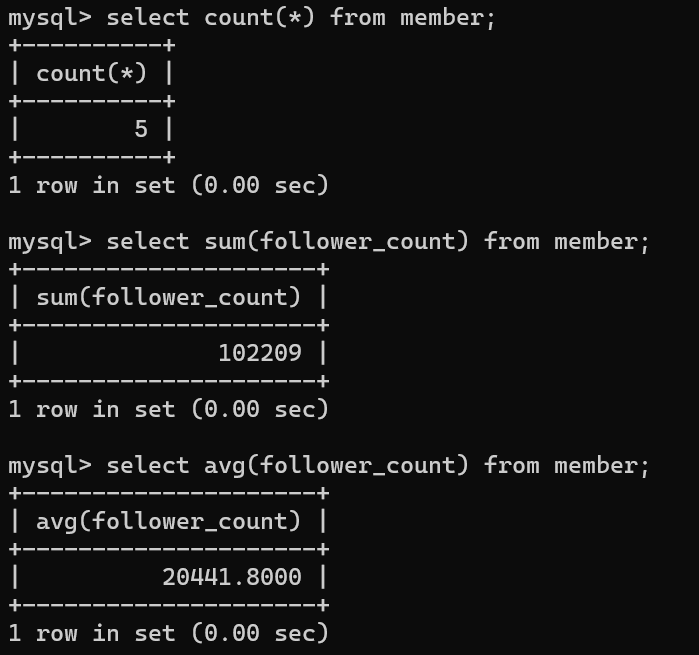 mysql> select count(*) from member;
+----------+
| count(*) |
+----------+
|        5 |
+----------+
1 row in set (0.00 sec)

mysql> select sum(follower_count) from member;
+---------------------+
| sum(follower_count) |
+---------------------+
|              102209 |
+---------------------+
1 row in set (0.00 sec)

mysql> select avg(follower_count) from member;
+---------------------+
| avg(follower_count) |
+---------------------+
|          20441.8000 |
+---------------------+
1 row in set (0.00 sec)